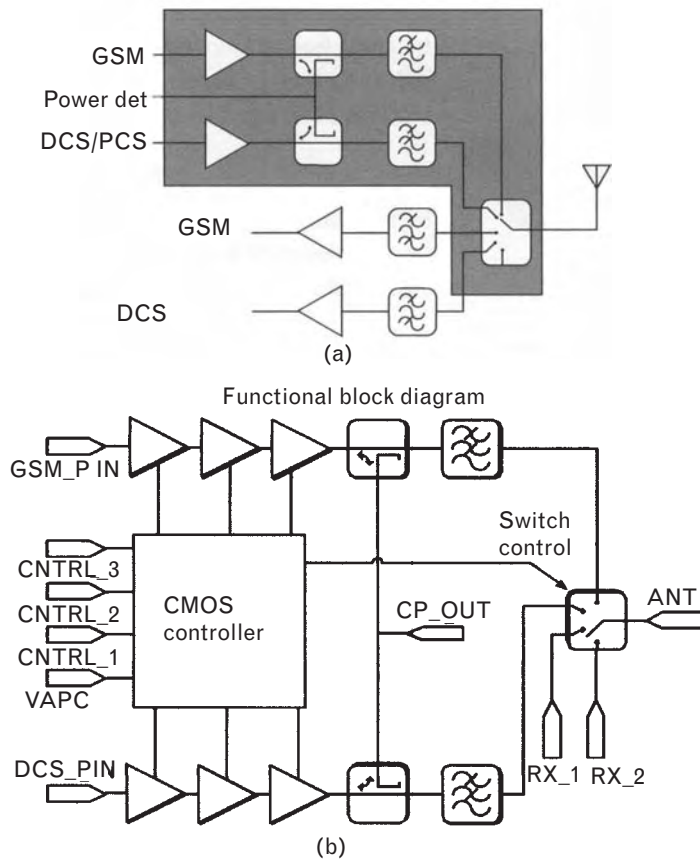 GSM
Power det
DCS/PCS
GSM
DCS
(a)
Functional block diagram
GSM_P IN
Switch
control
CNTRL_3
CNTRL_2
CNTRL_1
VAPC
CMOS
controller
CP_OUT
ANT
DCS_PIN
RX_1
RX_2
(b)